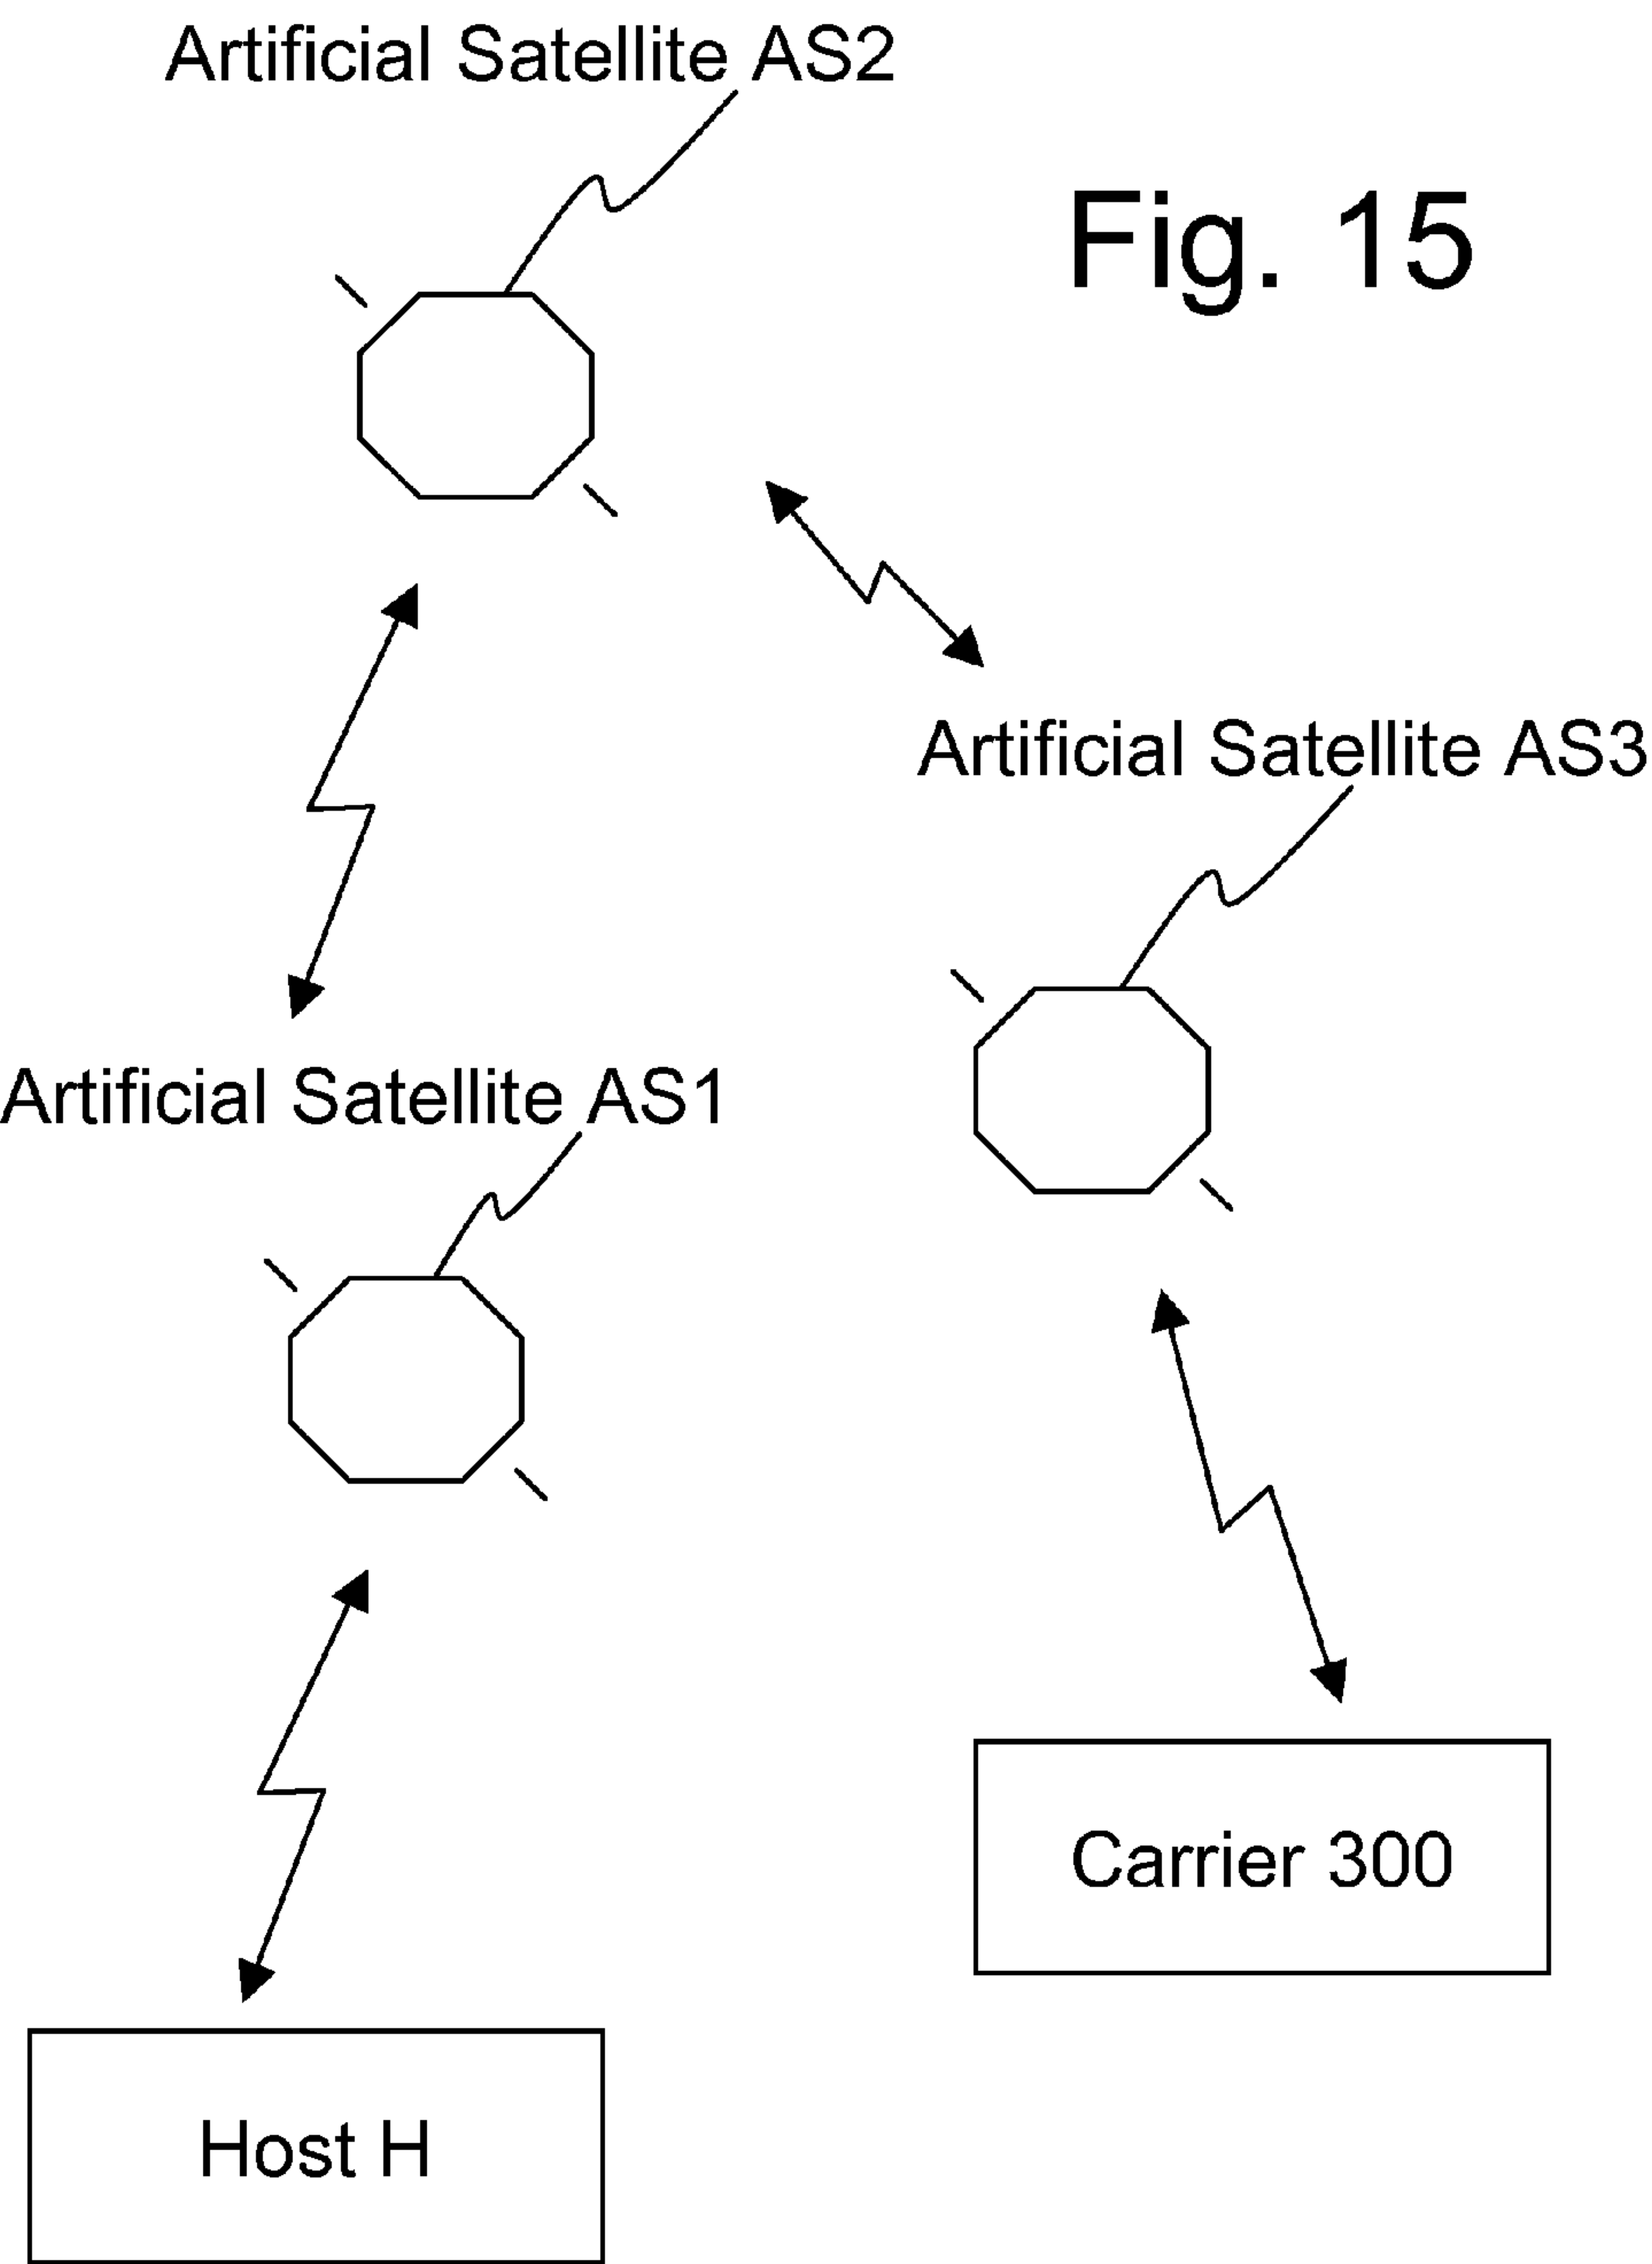 Artificial Satellite AS2
Fig. 15
Artificial Satellite AS3
Artificial Satellite AS1
Carrier 300
Host H